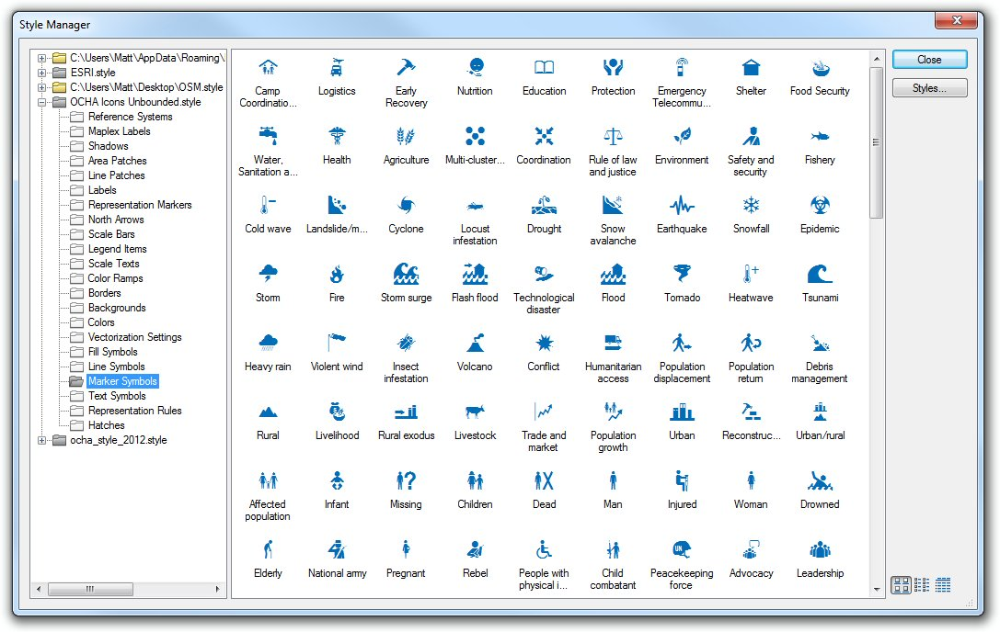 Style Manager
C:\Users\Matt\AppData\Roaming\
ESRI.style
C:\Users\Matt\Desktop\OSM.style
OCHA Icons Unbounded.style
Reference Systems
Maplex Labels
Shadows
Area Patches
Line Patches
Labels
Representation Markers
North Arrows
Scale Bars
Legend Items
Scale Texts
Color Ramps
Borders
Backgrounds
Colors
Vectorization Settings
Fill Symbols
Line Symbols
Marker Symbols
Text Symbols
Representation Rules
Hatches
ocha_style_2012.style
Camp
Coordinatio...
Logistics
Early
Recovery
Nutrition
Education
Protection
Emergency
Telecommu...
Shelter
Food Security
Water,
Sanitation a...
Health
Agriculture
Multi-cluster...
Coordination
Rule of law
and justice
Environment
Safety and
security
Fishery
Cold wave
Landslide/m...
Cyclone
Locust
infestation
Drought
Snow
avalanche
Earthquake
Snowfall
Epidemic
Storm
Fire
Storm surge
Flash flood
Technological
disaster
Flood
Tornado
Heatwave
Tsunami
Heavy rain
Violent wind
Insect
infestation
Volcano
Conflict
Humanitarian
access
Population
displacement
Population
return
Debris
management
Rural
Livelihood
Rural exodus
Livestock
Trade and
market
Population
growth
Urban
Reconstruc...
Urban/rural
Affected
population
Infant
Missing
Children
Dead
Man
Injured
Woman
Drowned
Elderly
National army
Pregnant
Rebel
People with
physical i...
Child
combatant
UN
Peacekeeping
force
Advocacy
Leadership
Close
Styles...